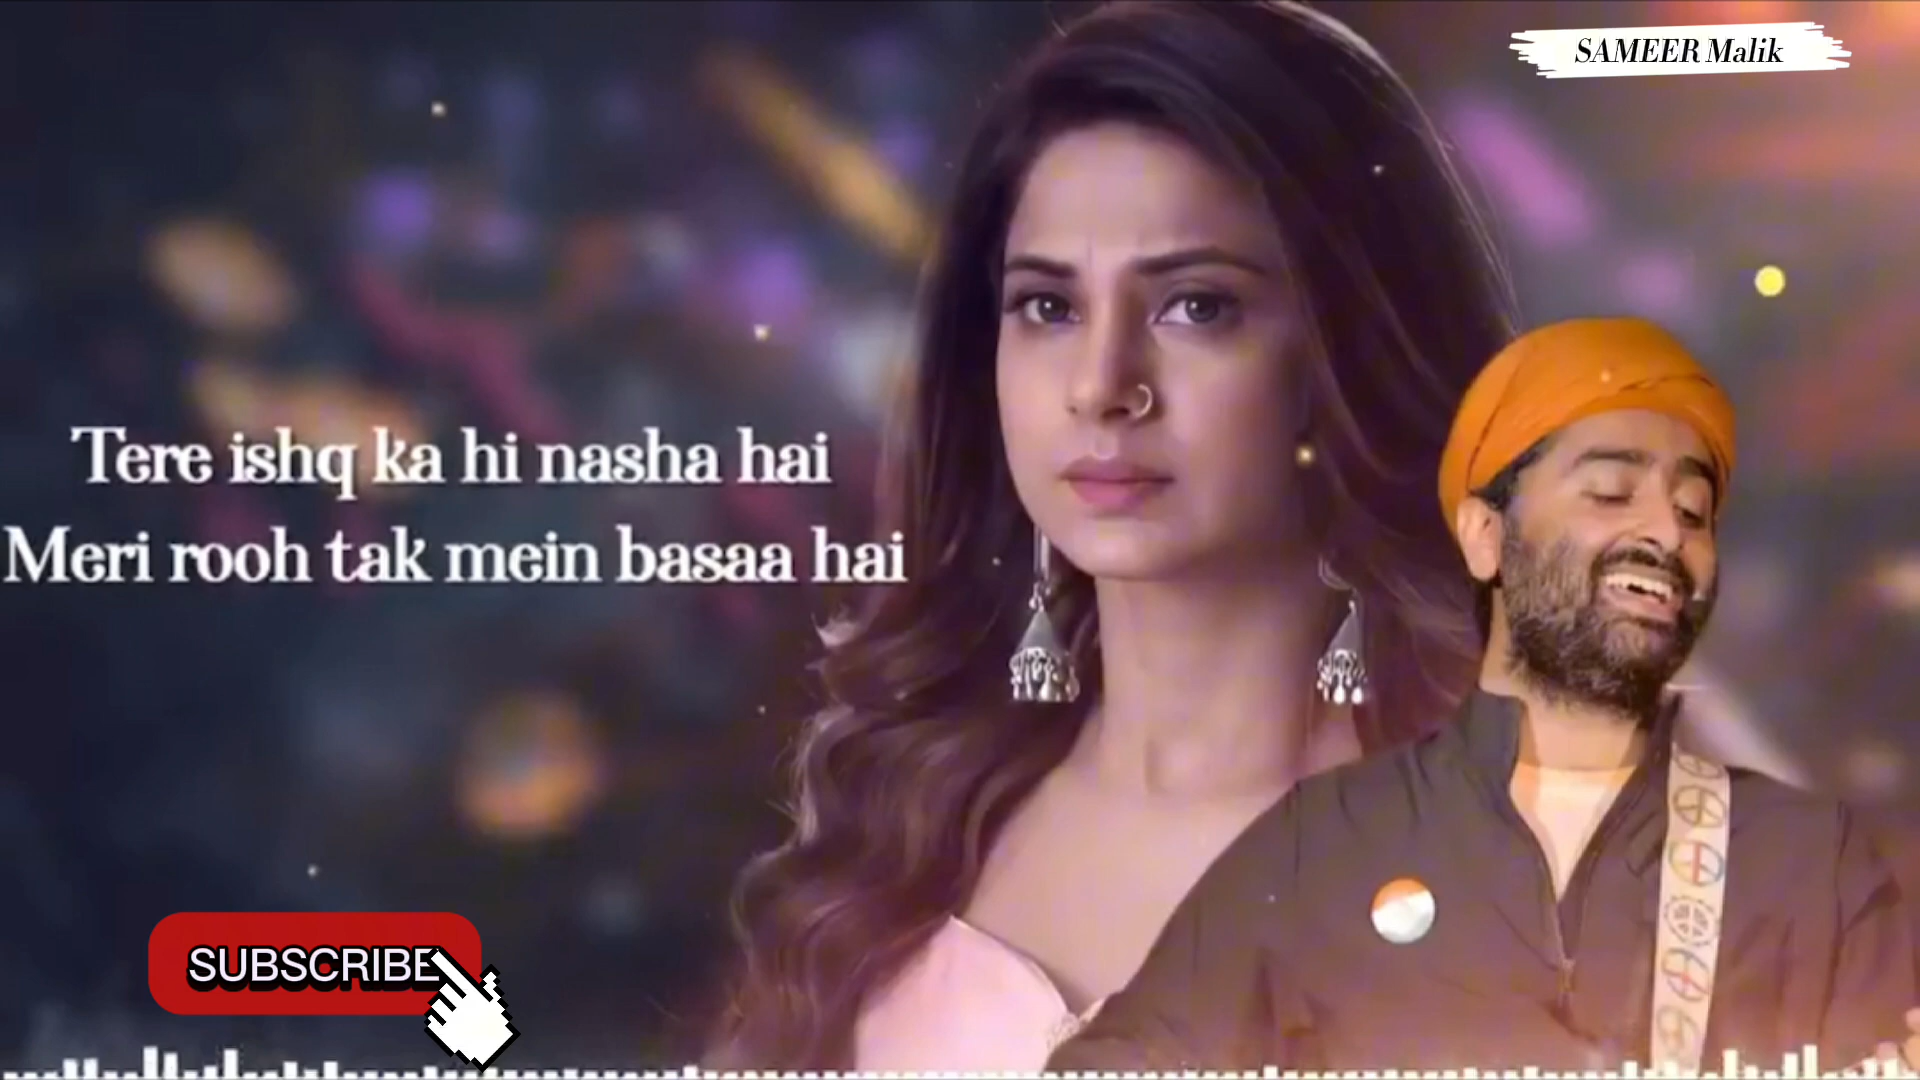 SAMEER Malik
Tere ishq ka hi nasha hai
Meri rooh tak mein basaa hai
SUBSCRIBE